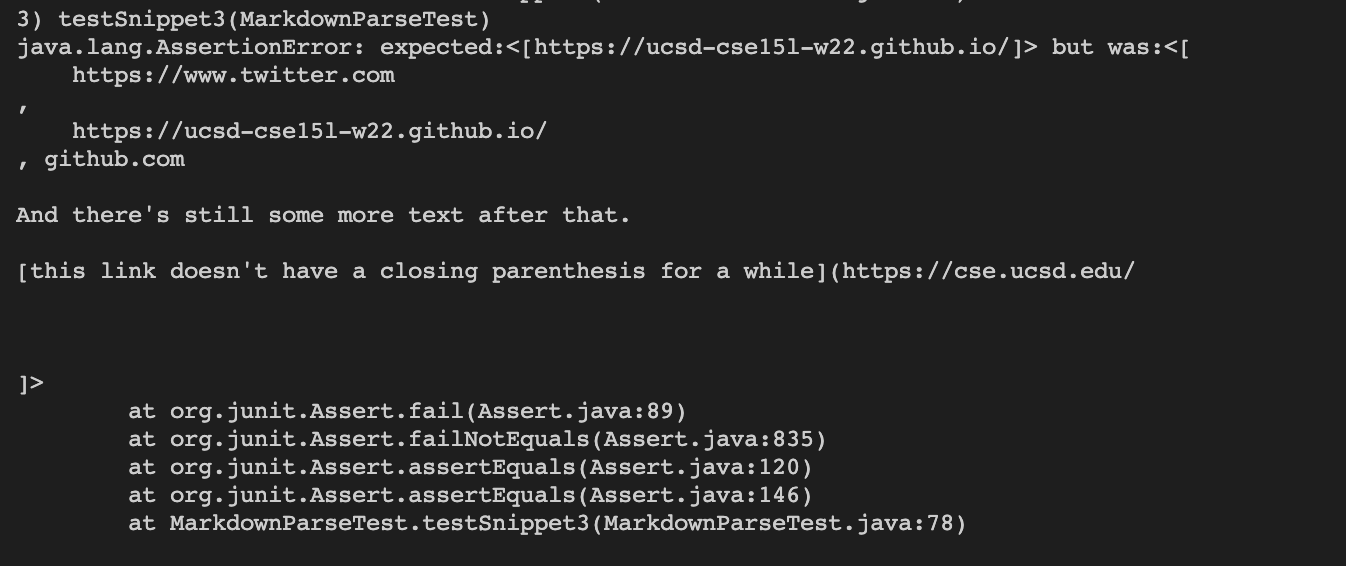 3) testSnippet3(MarkdownParseTest)
java.lang.AssertionError: expected:<[https://ucsd-cse15l-w22.github.io/]> but was:<[
    https://www.twitter.com
,
    https://ucsd-cse15l-w22.github.io/
, github.com

And there's still some more text after that.

[this link doesn't have a closing parenthesis for a while](https://cse.ucsd.edu/



]>
        at org.junit.Assert.fail(Assert.java:89)
        at org.junit.Assert.failNotEquals(Assert.java:835)
        at org.junit.Assert.assertEquals(Assert.java:120)
        at org.junit.Assert.assertEquals(Assert.java:146)
        at MarkdownParseTest.testSnippet3(MarkdownParseTest.java:78)